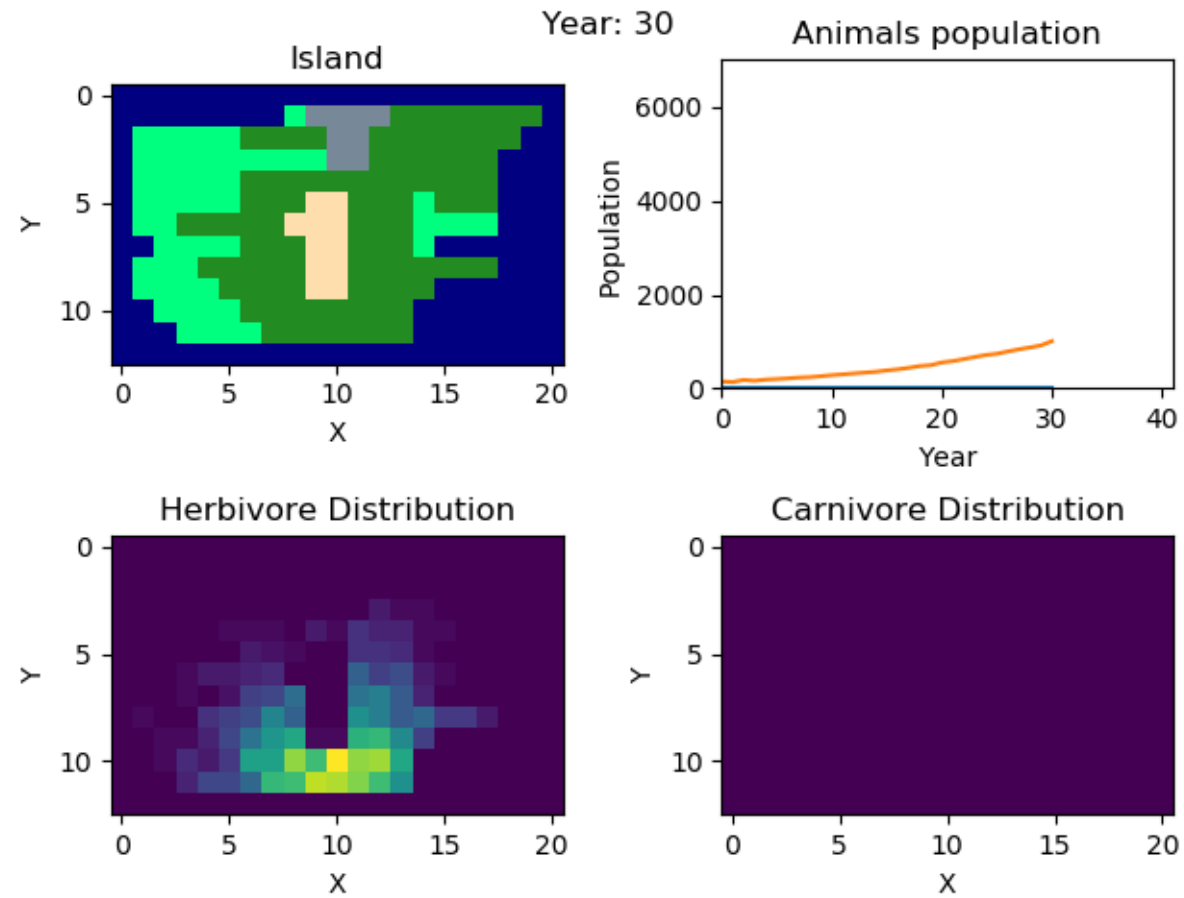 Year: 30
Island
0
5
10
Y
0 5 10 15 20
X
Animals population
6000
4000
2000
0
Population
0 10 20 30 40
Year
Herbivore Distribution
0
5
10
Y
0 5 10 15 20
X
Carnivore Distribution
0
5
10
Y
0 5 10 15 20
X